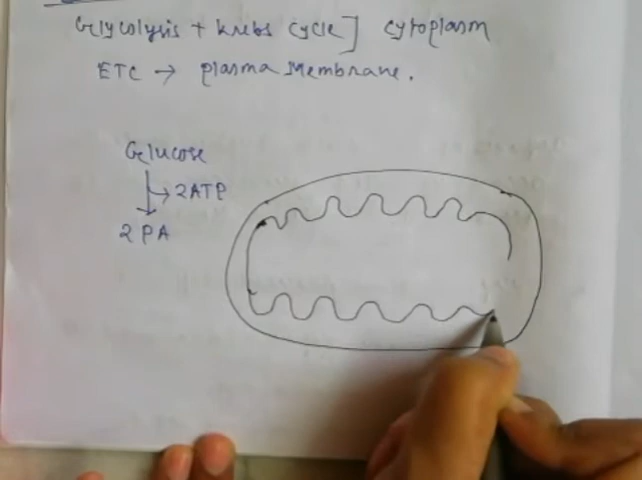 Glycolysis + Krebs cycle] cytoplasm
ETC → plasma Membrane.
Glucose
→ 2ATP
2 PA